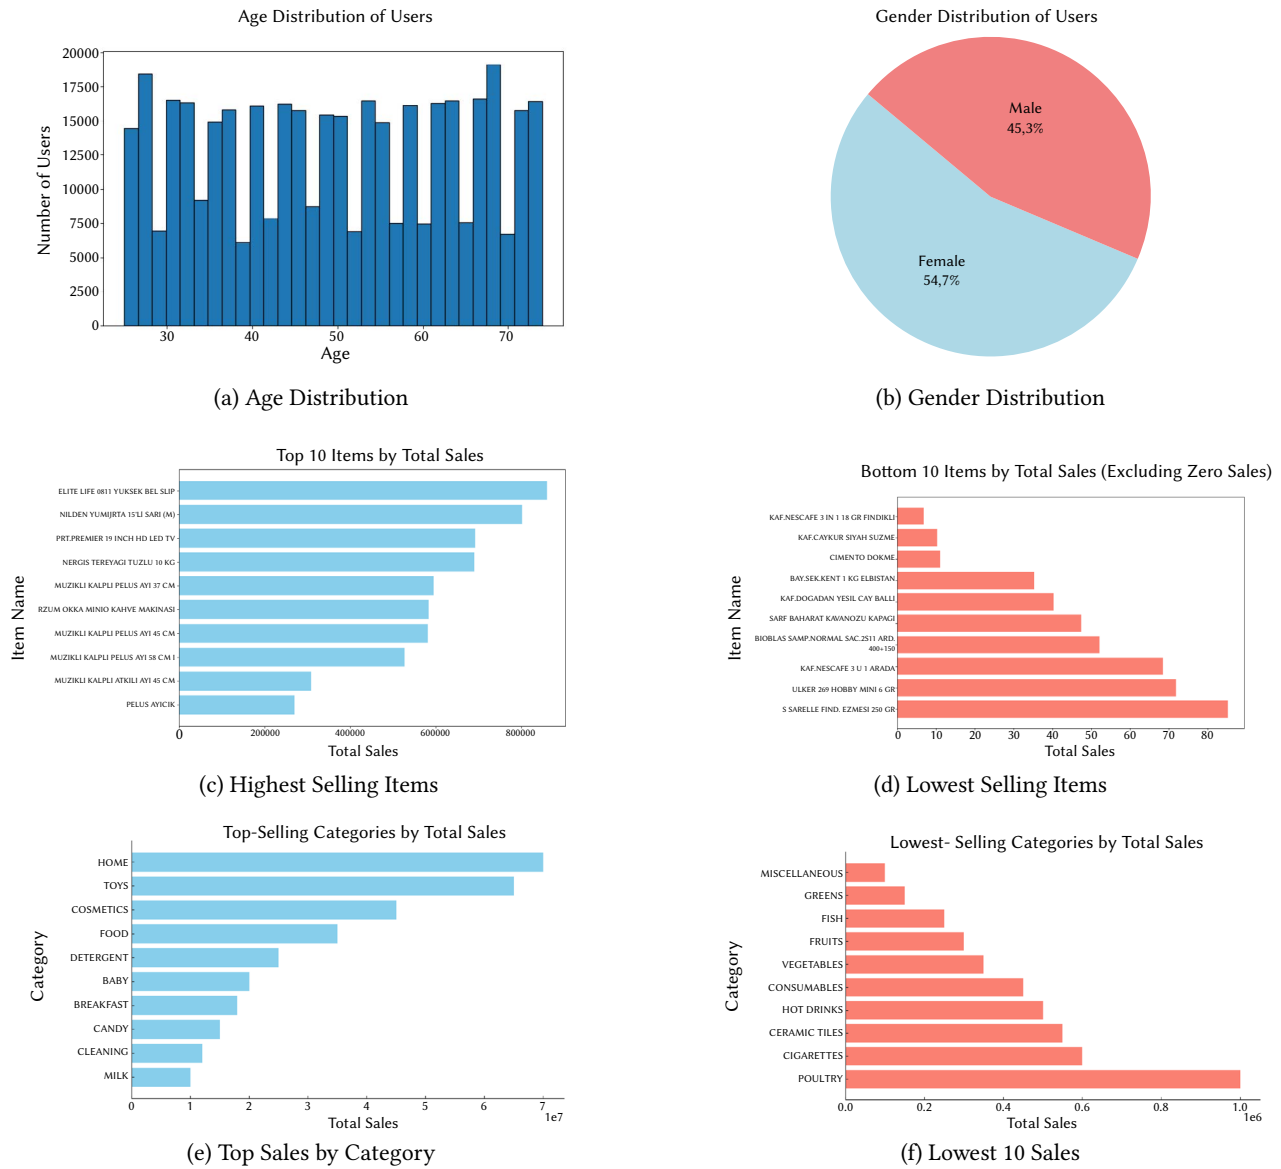 Age Distribution of Users
20000
17500
15000
12500
10000
7500
5000
2500
0
Number of Users
30 40 50 60 70
Age
(a) Age Distribution
Gender Distribution of Users
Male
45,3%
Female
54,7%
(b) Gender Distribution
Top 10 Items by Total Sales
Item Name
ELITE LIFE 0811 YUKSEK BEL SLIP
NILDEN YUMIJRTA 15'LI SARI (M)
PRT.PREMIER 19 INCH HD LED TV
NERGIS TEREYAGI TUZLU 10 KG
MUZIKLI KALPLI PELUS AYI 37 CM
RZUM OKKA MINIO KAHVE MAKINASI
MUZIKLI KALPLI PELUS AYI 45 CM
MUZIKLI KALPLI PELUS AYI 58 CM I
MUZIKLI KALPLI ATKILI AYI 45 CM
PELUS AYICIK
0 200000 400000 600000 800000
Total Sales
(c) Highest Selling Items
Bottom 10 Items by Total Sales (Excluding Zero Sales)
Item Name
KAF.NESCAFE 3 IN 1 18 GR FINDIKLI
KAF.CAYKUR SIYAH SUZME
CIMENTO DOKME
BAY.SEK.KENT 1 KG ELBISTAN
KAF.DOGADAN YESIL CAY BALLI
SARF BAHARAT KAVANOZU KAPAGI
BIOBLAS SAMP.NORMAL SAC.2S11 ARD.
400+150
KAF.NESCAFE 3 U 1 ARADA
ULKER 269 HOBBY MINI 6 GR
S SARELLE FIND. EZMESI 250 GR
0 10 20 30 40 50 60 70 80
Total Sales
(d) Lowest Selling Items
Top-Selling Categories by Total Sales
Category
HOME
TOYS
COSMETICS
FOOD
DETERGENT
BABY
BREAKFAST
CANDY
CLEANING
MILK
0 1 2 3 4 5 6 7
1e7
Total Sales
(e) Top Sales by Category
Lowest- Selling Categories by Total Sales
Category
MISCELLANEOUS
GREENS
FISH
FRUITS
VEGETABLES
CONSUMABLES
HOT DRINKS
CERAMIC TILES
CIGARETTES
POULTRY
0.0 0.2 0.4 0.6 0.8 1.0
1e6
Total Sales
(f) Lowest 10 Sales